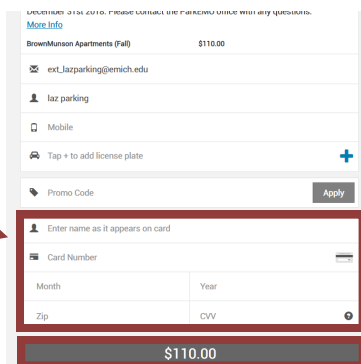 December 31st 2018. Please contact the ParkEMU office with any questions.
More Info
BrownMunson Apartments (Fall) $110.00
ext_lazparking@emich.edu
laz parking
Mobile
Tap + to add license plate
Promo Code Apply
Enter name as it appears on card
Card Number
Month Year
Zip CVV
$110.00